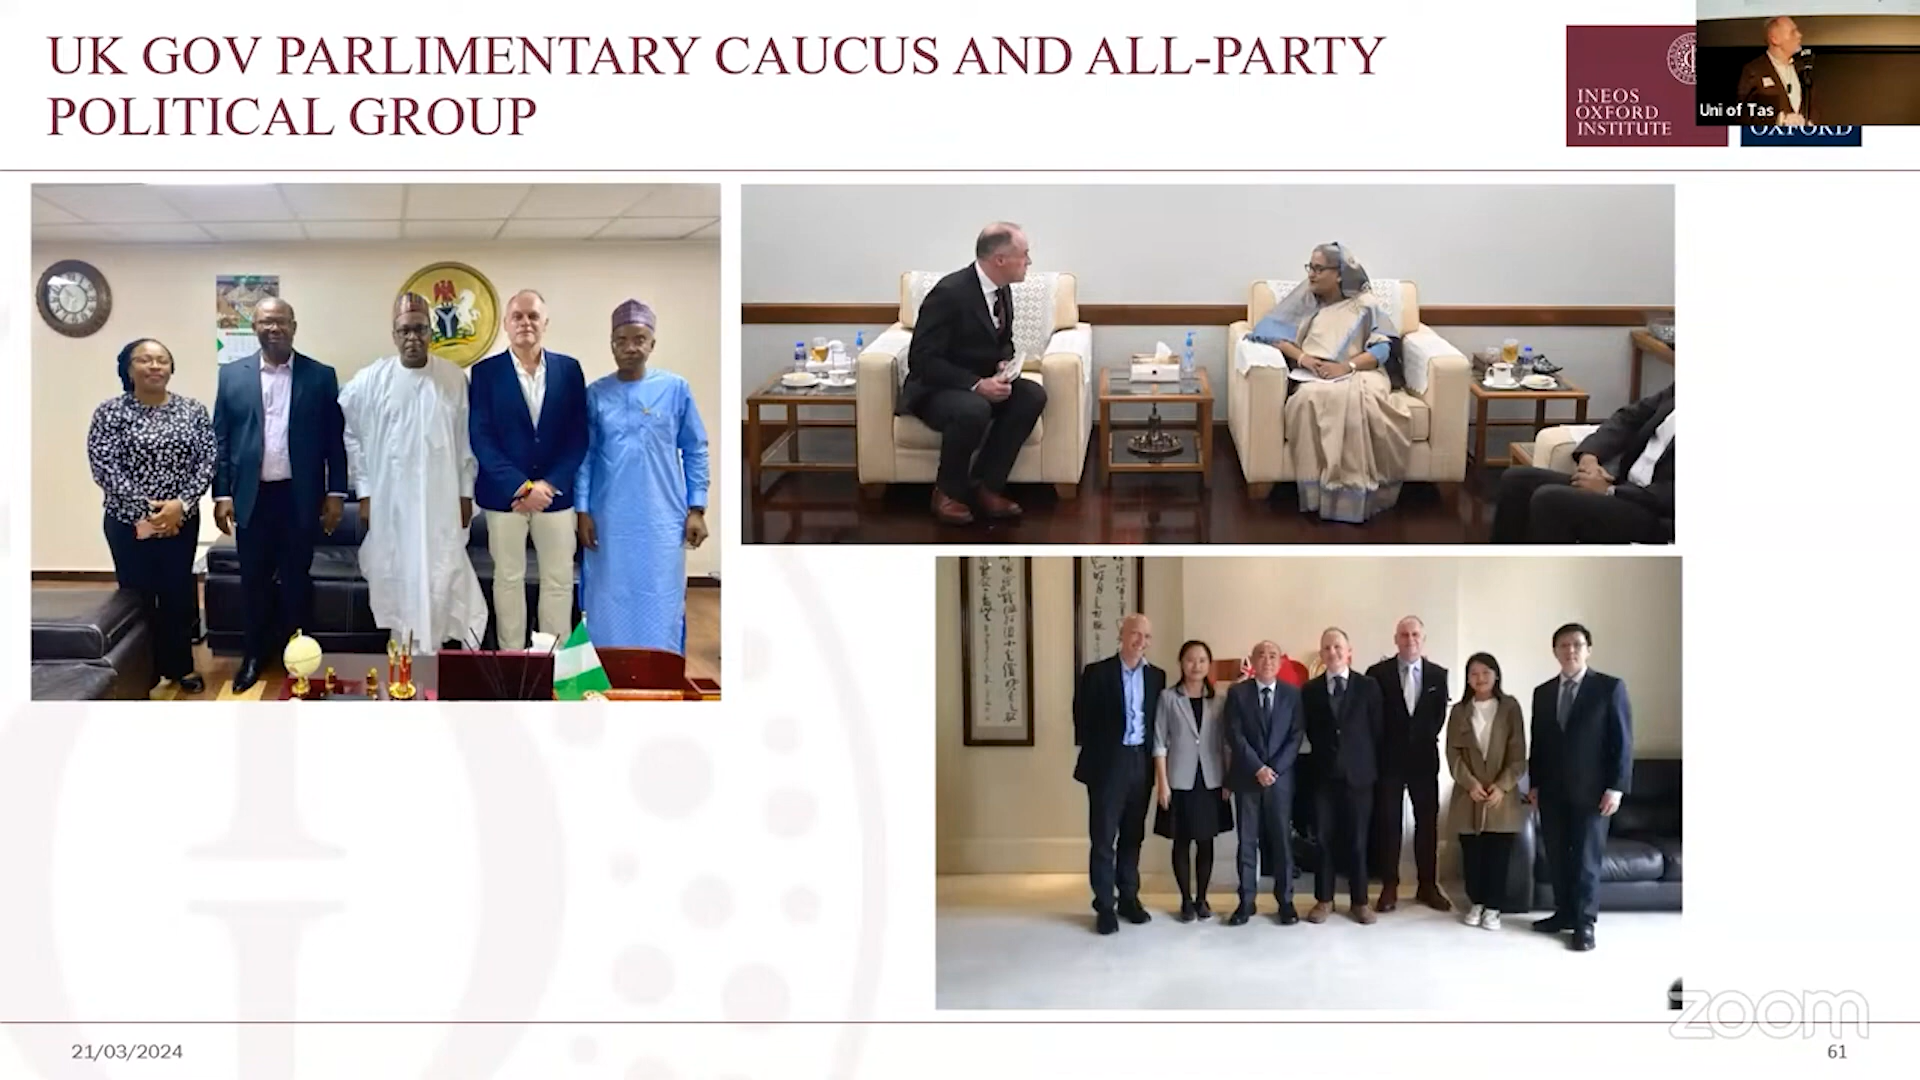 UK GOV PARLIMENTARY CAUCUS AND ALL-PARTY
POLITICAL GROUP
INEOS
OXFORD
INSTITUTE
OXFORD
Uni of Tas
zoom
21/03/2024
61